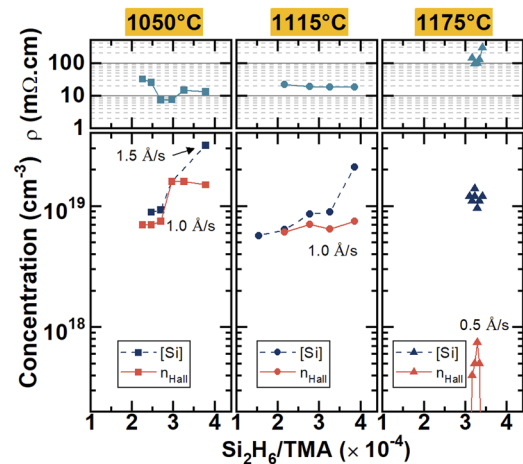 1050°C 1115°C 1175°C
ρ (mΩ.cm)
100
10
1
Concentration (cm⁻³)
10¹⁹
10¹⁸
1.5 Å/s
1.0 Å/s
1.0 Å/s
0.5 Å/s
[Si] [Si] [Si]
n_Hall n_Hall n_Hall
1 2 3 4 1 2 3 4 1 2 3 4
Si₂H₆/TMA (× 10⁻⁴)